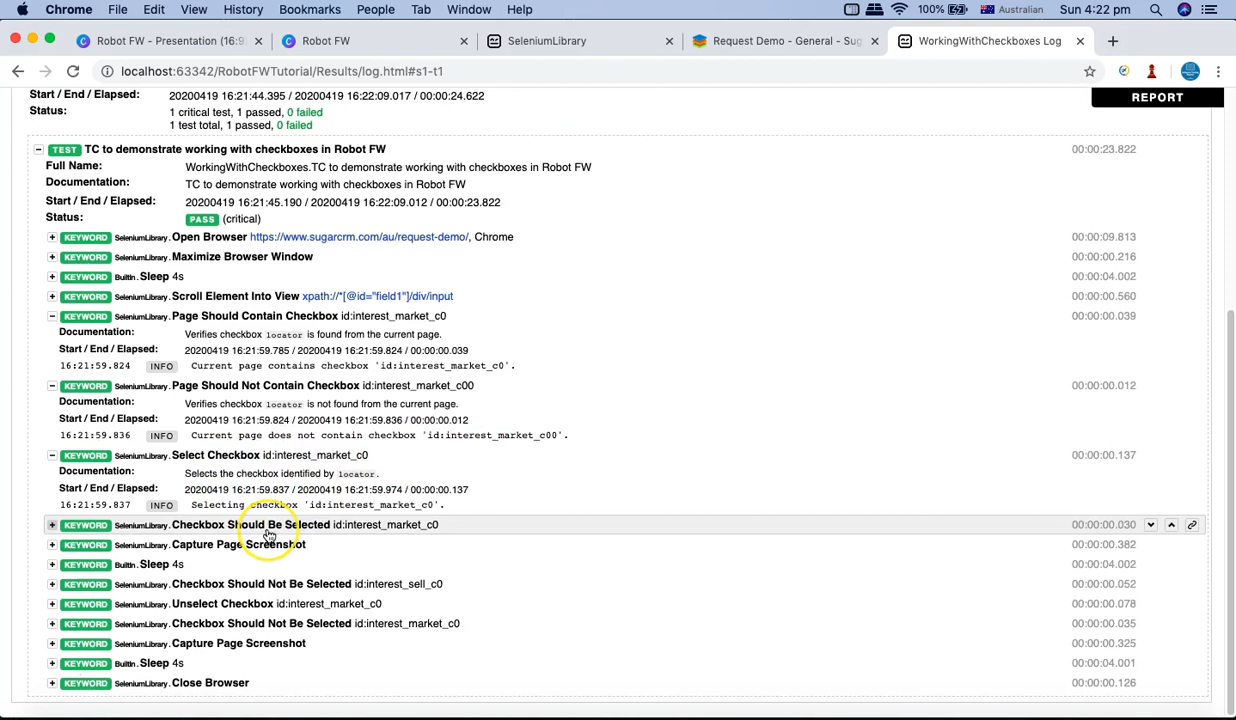 Chrome File Edit View History Bookmarks People Tab Window Help 100% Australian Sun 4:22 pm
Robot FW - Presentation (16:9 Robot FW SeleniumLibrary Request Demo - General - Sug WorkingWithCheckboxes Log
localhost:63342/RobotFWTutorial/Results/log.html#s1-t1
Start / End / Elapsed: 20200419 16:21:44.395 / 20200419 16:22:09.017 / 00:00:24.622
REPORT
Status: 1 critical test, 1 passed, 0 failed
1 test total, 1 passed, 0 failed
TEST TC to demonstrate working with checkboxes in Robot FW 00:00:23.822
Full Name: WorkingWithCheckboxes.TC to demonstrate working with checkboxes in Robot FW
Documentation: TC to demonstrate working with checkboxes in Robot FW
Start / End / Elapsed: 20200419 16:21:45.190 / 20200419 16:22:09.012 / 00:00:23.822
Status: PASS (critical)
KEYWORD SeleniumLibrary. Open Browser https://www.sugarcrm.com/au/request-demo/, Chrome 00:00:09.813
KEYWORD SeleniumLibrary. Maximize Browser Window 00:00:00.216
KEYWORD BuiltIn. Sleep 4s 00:00:04.002
KEYWORD SeleniumLibrary. Scroll Element Into View xpath://*[@id="field1"]/div/input 00:00:00.560
KEYWORD SeleniumLibrary. Page Should Contain Checkbox id:interest_market_c0 00:00:00.039
Documentation: Verifies checkbox locator is found from the current page.
Start / End / Elapsed: 20200419 16:21:59.785 / 20200419 16:21:59.824 / 00:00:00.039
16:21:59.824 INFO Current page contains checkbox 'id:interest_market_c0'.
KEYWORD SeleniumLibrary. Page Should Not Contain Checkbox id:interest_market_c00 00:00:00.012
Documentation: Verifies checkbox locator is not found from the current page.
Start / End / Elapsed: 20200419 16:21:59.824 / 20200419 16:21:59.836 / 00:00:00.012
16:21:59.836 INFO Current page does not contain checkbox 'id:interest_market_c00'.
KEYWORD SeleniumLibrary. Select Checkbox id:interest_market_c0 00:00:00.137
Documentation: Selects the checkbox identified by locator.
Start / End / Elapsed: 20200419 16:21:59.837 / 20200419 16:21:59.974 / 00:00:00.137
16:21:59.837 INFO Selecting checkbox 'id:interest_market_c0'.
KEYWORD SeleniumLibrary. Checkbox Should Be Selected id:interest_market_c0 00:00:00.030
KEYWORD SeleniumLibrary. Capture Page Screenshot 00:00:00.382
KEYWORD BuiltIn. Sleep 4s 00:00:04.002
KEYWORD SeleniumLibrary. Checkbox Should Not Be Selected id:interest_sell_c0 00:00:00.052
KEYWORD SeleniumLibrary. Unselect Checkbox id:interest_market_c0 00:00:00.078
KEYWORD SeleniumLibrary. Checkbox Should Not Be Selected id:interest_market_c0 00:00:00.035
KEYWORD SeleniumLibrary. Capture Page Screenshot 00:00:00.325
KEYWORD BuiltIn. Sleep 4s 00:00:04.001
KEYWORD SeleniumLibrary. Close Browser 00:00:00.126